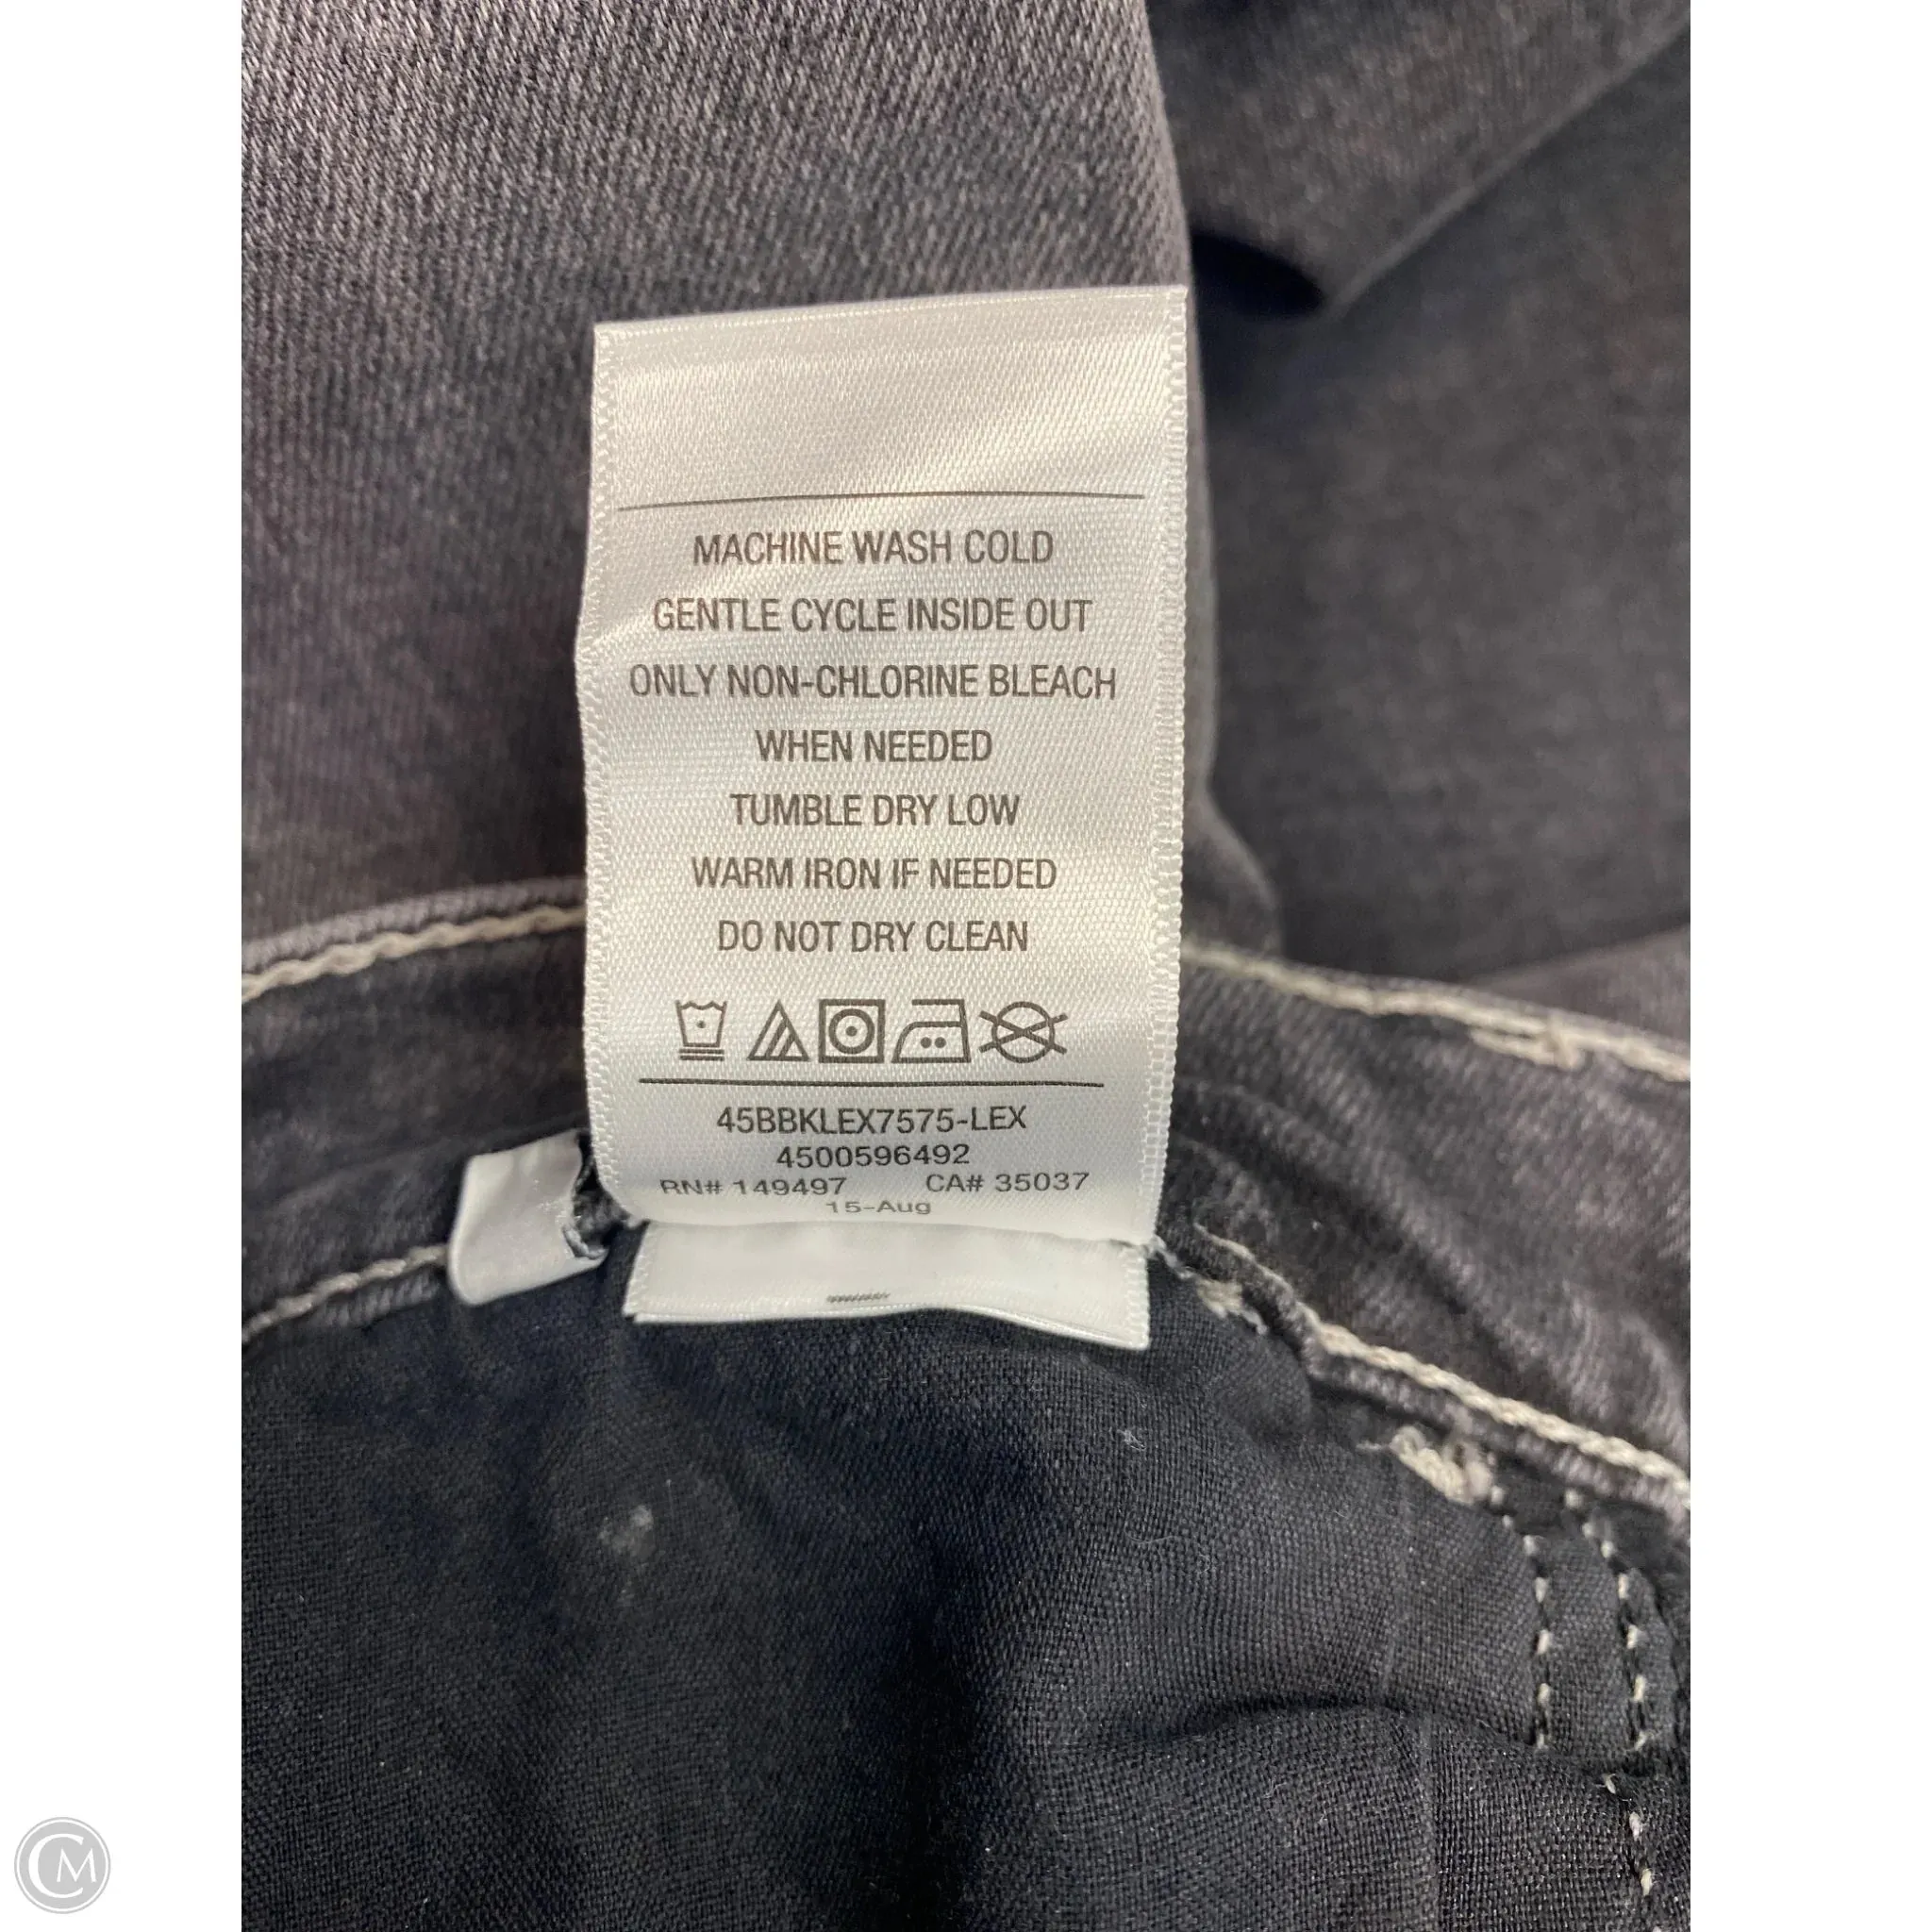 MACHINE WASH COLD
GENTLE CYCLE INSIDE OUT
ONLY NON-CHLORINE BLEACH
WHEN NEEDED
TUMBLE DRY LOW
WARM IRON IF NEEDED
DO NOT DRY CLEAN
45BBKLEX7575-LEX
4500596492
RN# 149497 CA# 35037
15-Aug
CM